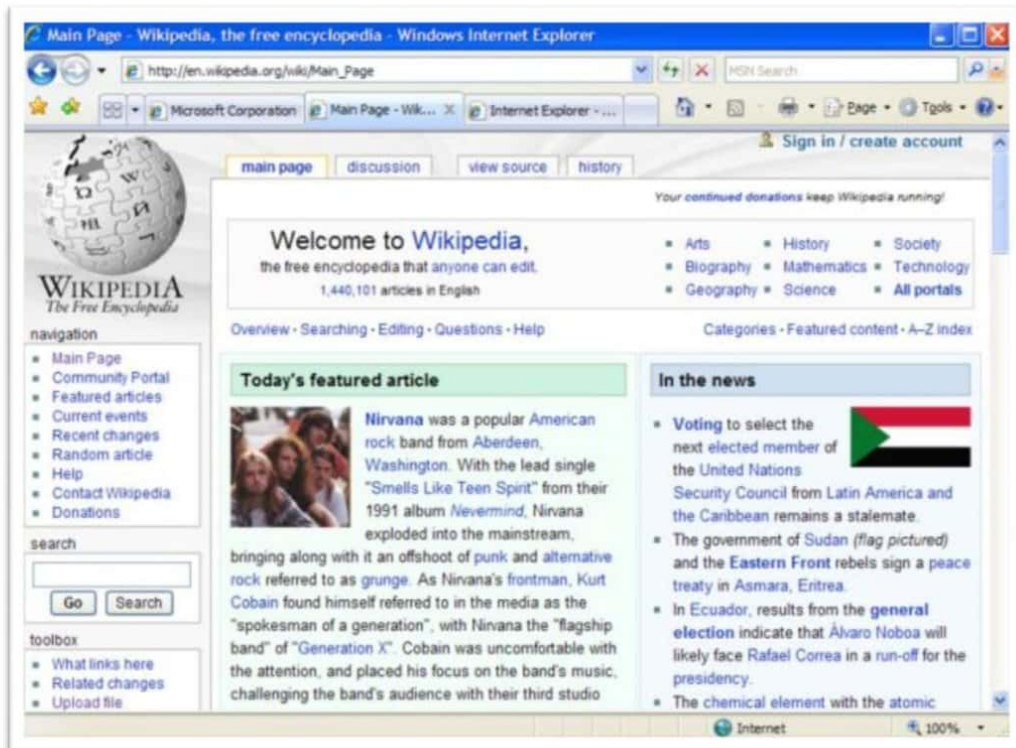 Main Page - Wikipedia, the free encyclopedia - Windows Internet Explorer
http://en.wikipedia.org/wiki/Main_Page
MSN Search
Microsoft Corporation
Main Page - Wik...
Internet Explorer - ...
Page
Tools
Sign in / create account
main page
discussion
view source
history
Your continued donations keep Wikipedia running!
WIKIPEDIA
The Free Encyclopedia
Welcome to Wikipedia,
the free encyclopedia that anyone can edit.
1,440,101 articles in English
Arts
History
Society
Biography
Mathematics
Technology
Geography
Science
All portals
Overview · Searching · Editing · Questions · Help
Categories · Featured content · A–Z index
navigation
Main Page
Community Portal
Featured articles
Current events
Recent changes
Random article
Help
Contact Wikipedia
Donations
search
Go
Search
toolbox
What links here
Related changes
Upload file
Today's featured article
Nirvana was a popular American
rock band from Aberdeen,
Washington. With the lead single
"Smells Like Teen Spirit" from their
1991 album Nevermind, Nirvana
exploded into the mainstream,
bringing along with it an offshoot of punk and alternative
rock referred to as grunge. As Nirvana's frontman, Kurt
Cobain found himself referred to in the media as the
"spokesman of a generation", with Nirvana the "flagship
band" of "Generation X". Cobain was uncomfortable with
the attention, and placed his focus on the band's music,
challenging the band's audience with their third studio
In the news
Voting to select the
next elected member of
the United Nations
Security Council from Latin America and
the Caribbean remains a stalemate.
The government of Sudan (flag pictured)
and the Eastern Front rebels sign a peace
treaty in Asmara, Eritrea.
In Ecuador, results from the general
election indicate that Álvaro Noboa will
likely face Rafael Correa in a run-off for the
presidency.
The chemical element with the atomic
Internet
100%